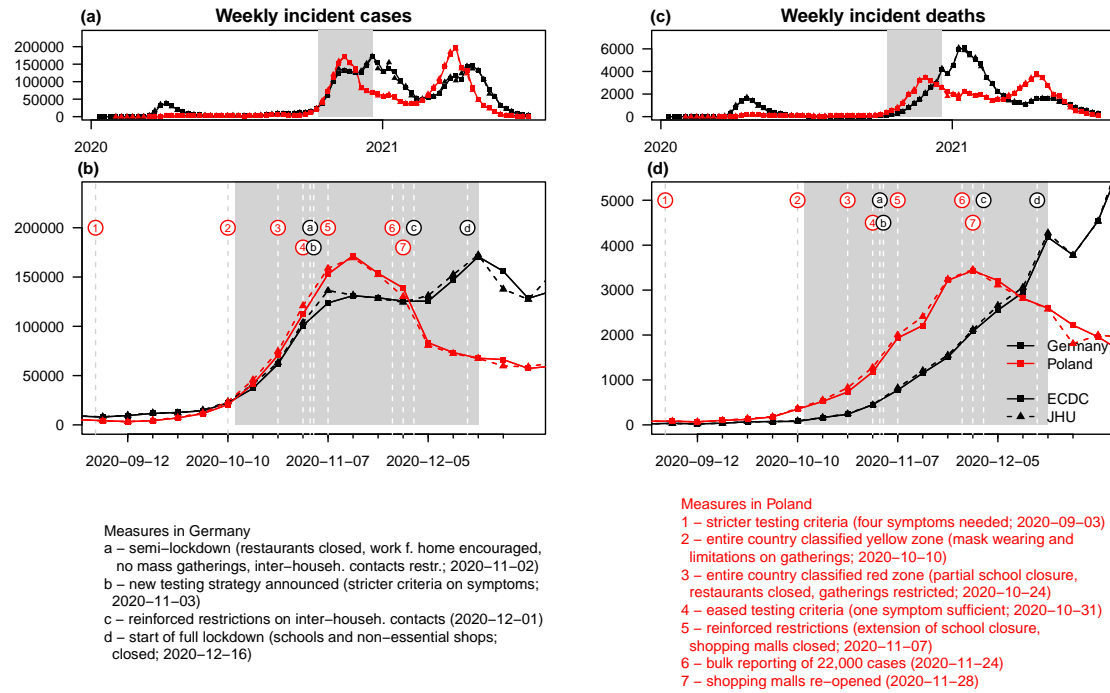 (a) Weekly incident cases
200000
150000
100000
50000
0
2020 2021
(b)
200000
150000
100000
50000
0
1 2 3 a 5 6 c d
4 b 7
2020−09−12 2020−10−10 2020−11−07 2020−12−05
(c) Weekly incident deaths
6000
4000
2000
0
2020 2021
(d)
5000
4000
3000
2000
1000
0
1 2 3 a 5 6 c d
4 b 7
Germany
Poland
ECDC
JHU
2020−09−12 2020−10−10 2020−11−07 2020−12−05
Measures in Germany
a − semi−lockdown (restaurants closed, work f. home encouraged,
no mass gatherings, inter−househ. contacts restr.; 2020−11−02)
b − new testing strategy announced (stricter criteria on symptoms;
2020−11−03)
c − reinforced restrictions on inter−househ. contacts (2020−12−01)
d − start of full lockdown (schools and non−essential shops;
closed; 2020−12−16)
Measures in Poland
1 − stricter testing criteria (four symptoms needed; 2020−09−03)
2 − entire country classified yellow zone (mask wearing and
limitations on gatherings; 2020−10−10)
3 − entire country classified red zone (partial school closure,
restaurants closed, gatherings restricted; 2020−10−24)
4 − eased testing criteria (one symptom sufficient; 2020−10−31)
5 − reinforced restrictions (extension of school closure,
shopping malls closed; 2020−11−07)
6 − bulk reporting of 22,000 cases (2020−11−24)
7 − shopping malls re−opened (2020−11−28)